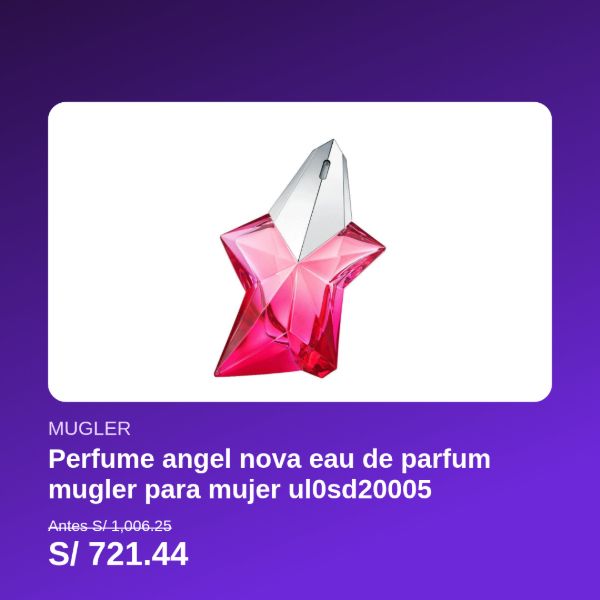 MUGLER
Perfume angel nova eau de parfum
mugler para mujer ul0sd20005
Antes S/ 1,006.25
S/ 721.44